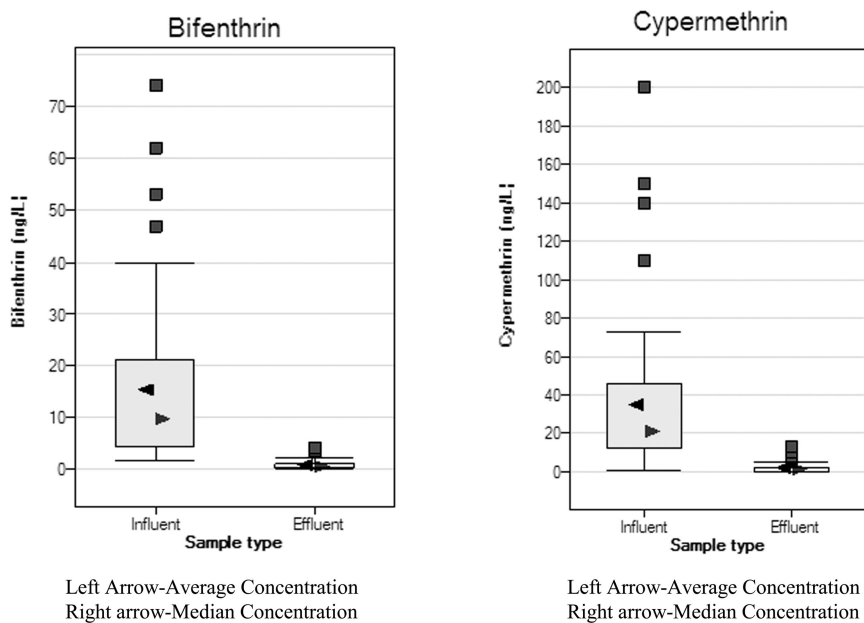 Bifenthrin
Bifenthrin (ng/L)
70
60
50
40
30
20
10
0
Influent
Effluent
Sample type
Left Arrow-Average Concentration
Right arrow-Median Concentration
Cypermethrin
Cypermethrin (ng/L)
200
180
160
140
120
100
80
60
40
20
0
Influent
Effluent
Sample type
Left Arrow-Average Concentration
Right arrow-Median Concentration